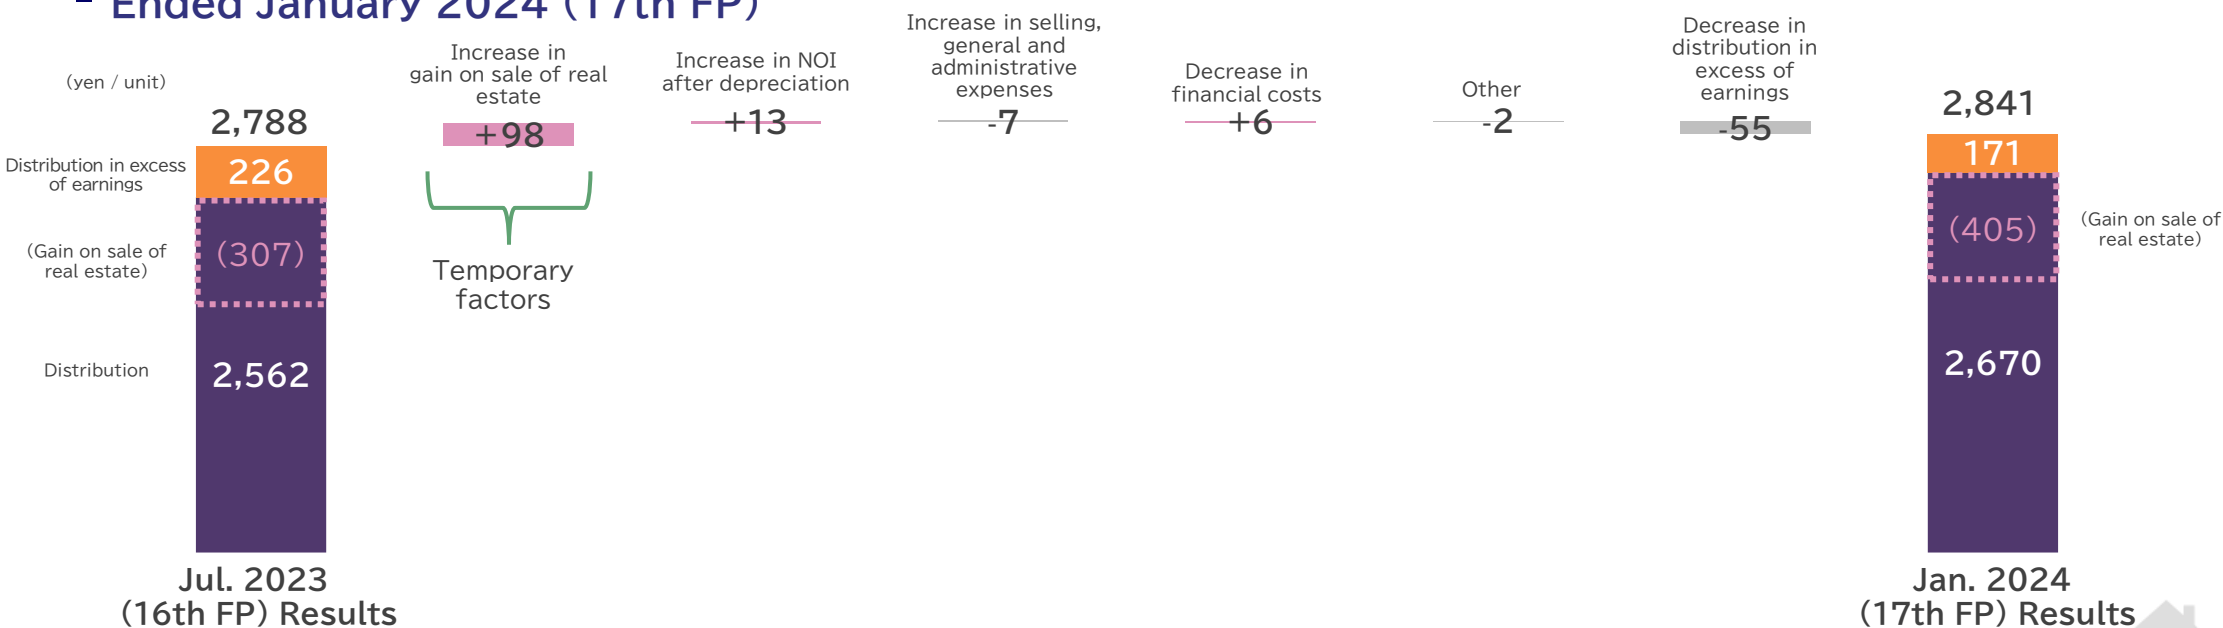 Ended January 2024 (17th FP)
(yen / unit)
2,788
Distribution in excess
of earnings
226
(Gain on sale of
real estate)
(307)
Distribution
2,562
Jul. 2023
(16th FP) Results
Increase in
gain on sale of real
estate
+98
Temporary
factors
Increase in NOI
after depreciation
+13
Increase in selling,
general and
administrative
expenses
-7
Decrease in
financial costs
+6
Other
-2
Decrease in
distribution in
excess of
earnings
-55
2,841
171
(405)
(Gain on sale of
real estate)
2,670
Jan. 2024
(17th FP) Results